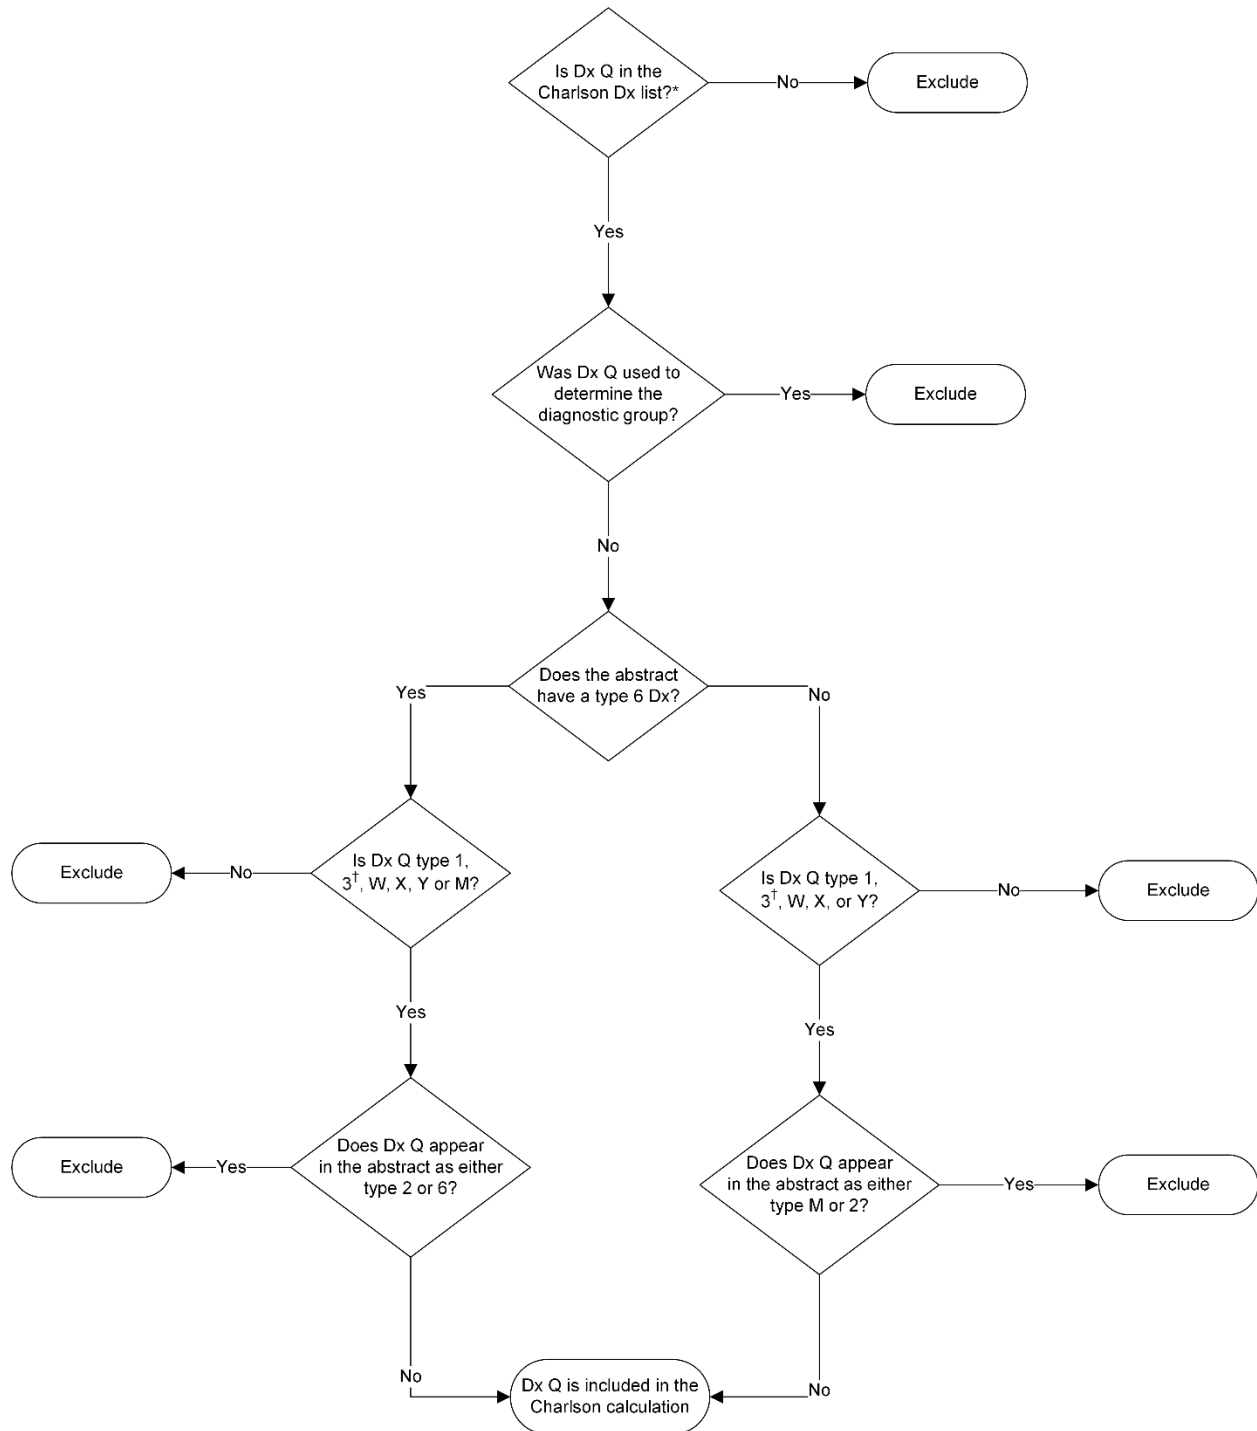 Is Dx Q in the
Charlson Dx list?*
No
Exclude
Yes
Was Dx Q used to
determine the
diagnostic group?
Yes
Exclude
No
Does the abstract
have a type 6 Dx?
Yes
No
Exclude
No
Is Dx Q type 1,
3†, W, X, Y or M?
Is Dx Q type 1,
3†, W, X, or Y?
No
Exclude
Yes
Yes
Exclude
Yes
Does Dx Q appear
in the abstract as either
type 2 or 6?
Does Dx Q appear
in the abstract as either
type M or 2?
Yes
Exclude
No
Dx Q is included in the
Charlson calculation
No